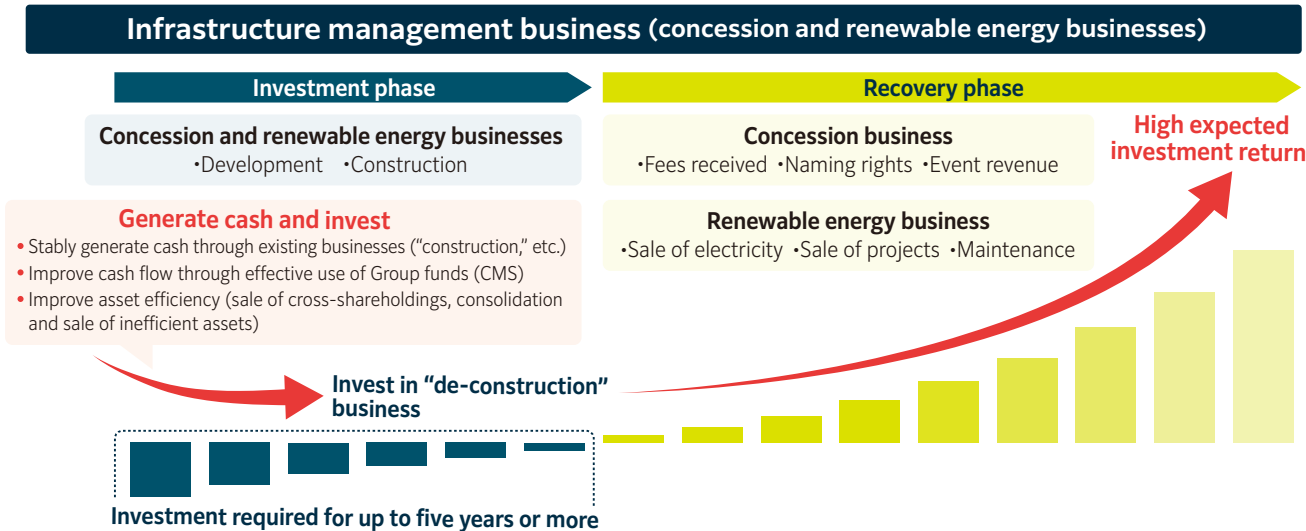 Infrastructure management business (concession and renewable energy businesses)
Investment phase
Recovery phase
Concession and renewable energy businesses
•Development •Construction
Concession business
•Fees received •Naming rights •Event revenue
High expected
investment return
Generate cash and invest
• Stably generate cash through existing businesses (“construction,” etc.)
• Improve cash flow through effective use of Group funds (CMS)
• Improve asset efficiency (sale of cross-shareholdings, consolidation
and sale of inefficient assets)
Renewable energy business
•Sale of electricity •Sale of projects •Maintenance
Invest in “de-construction”
business
Investment required for up to five years or more